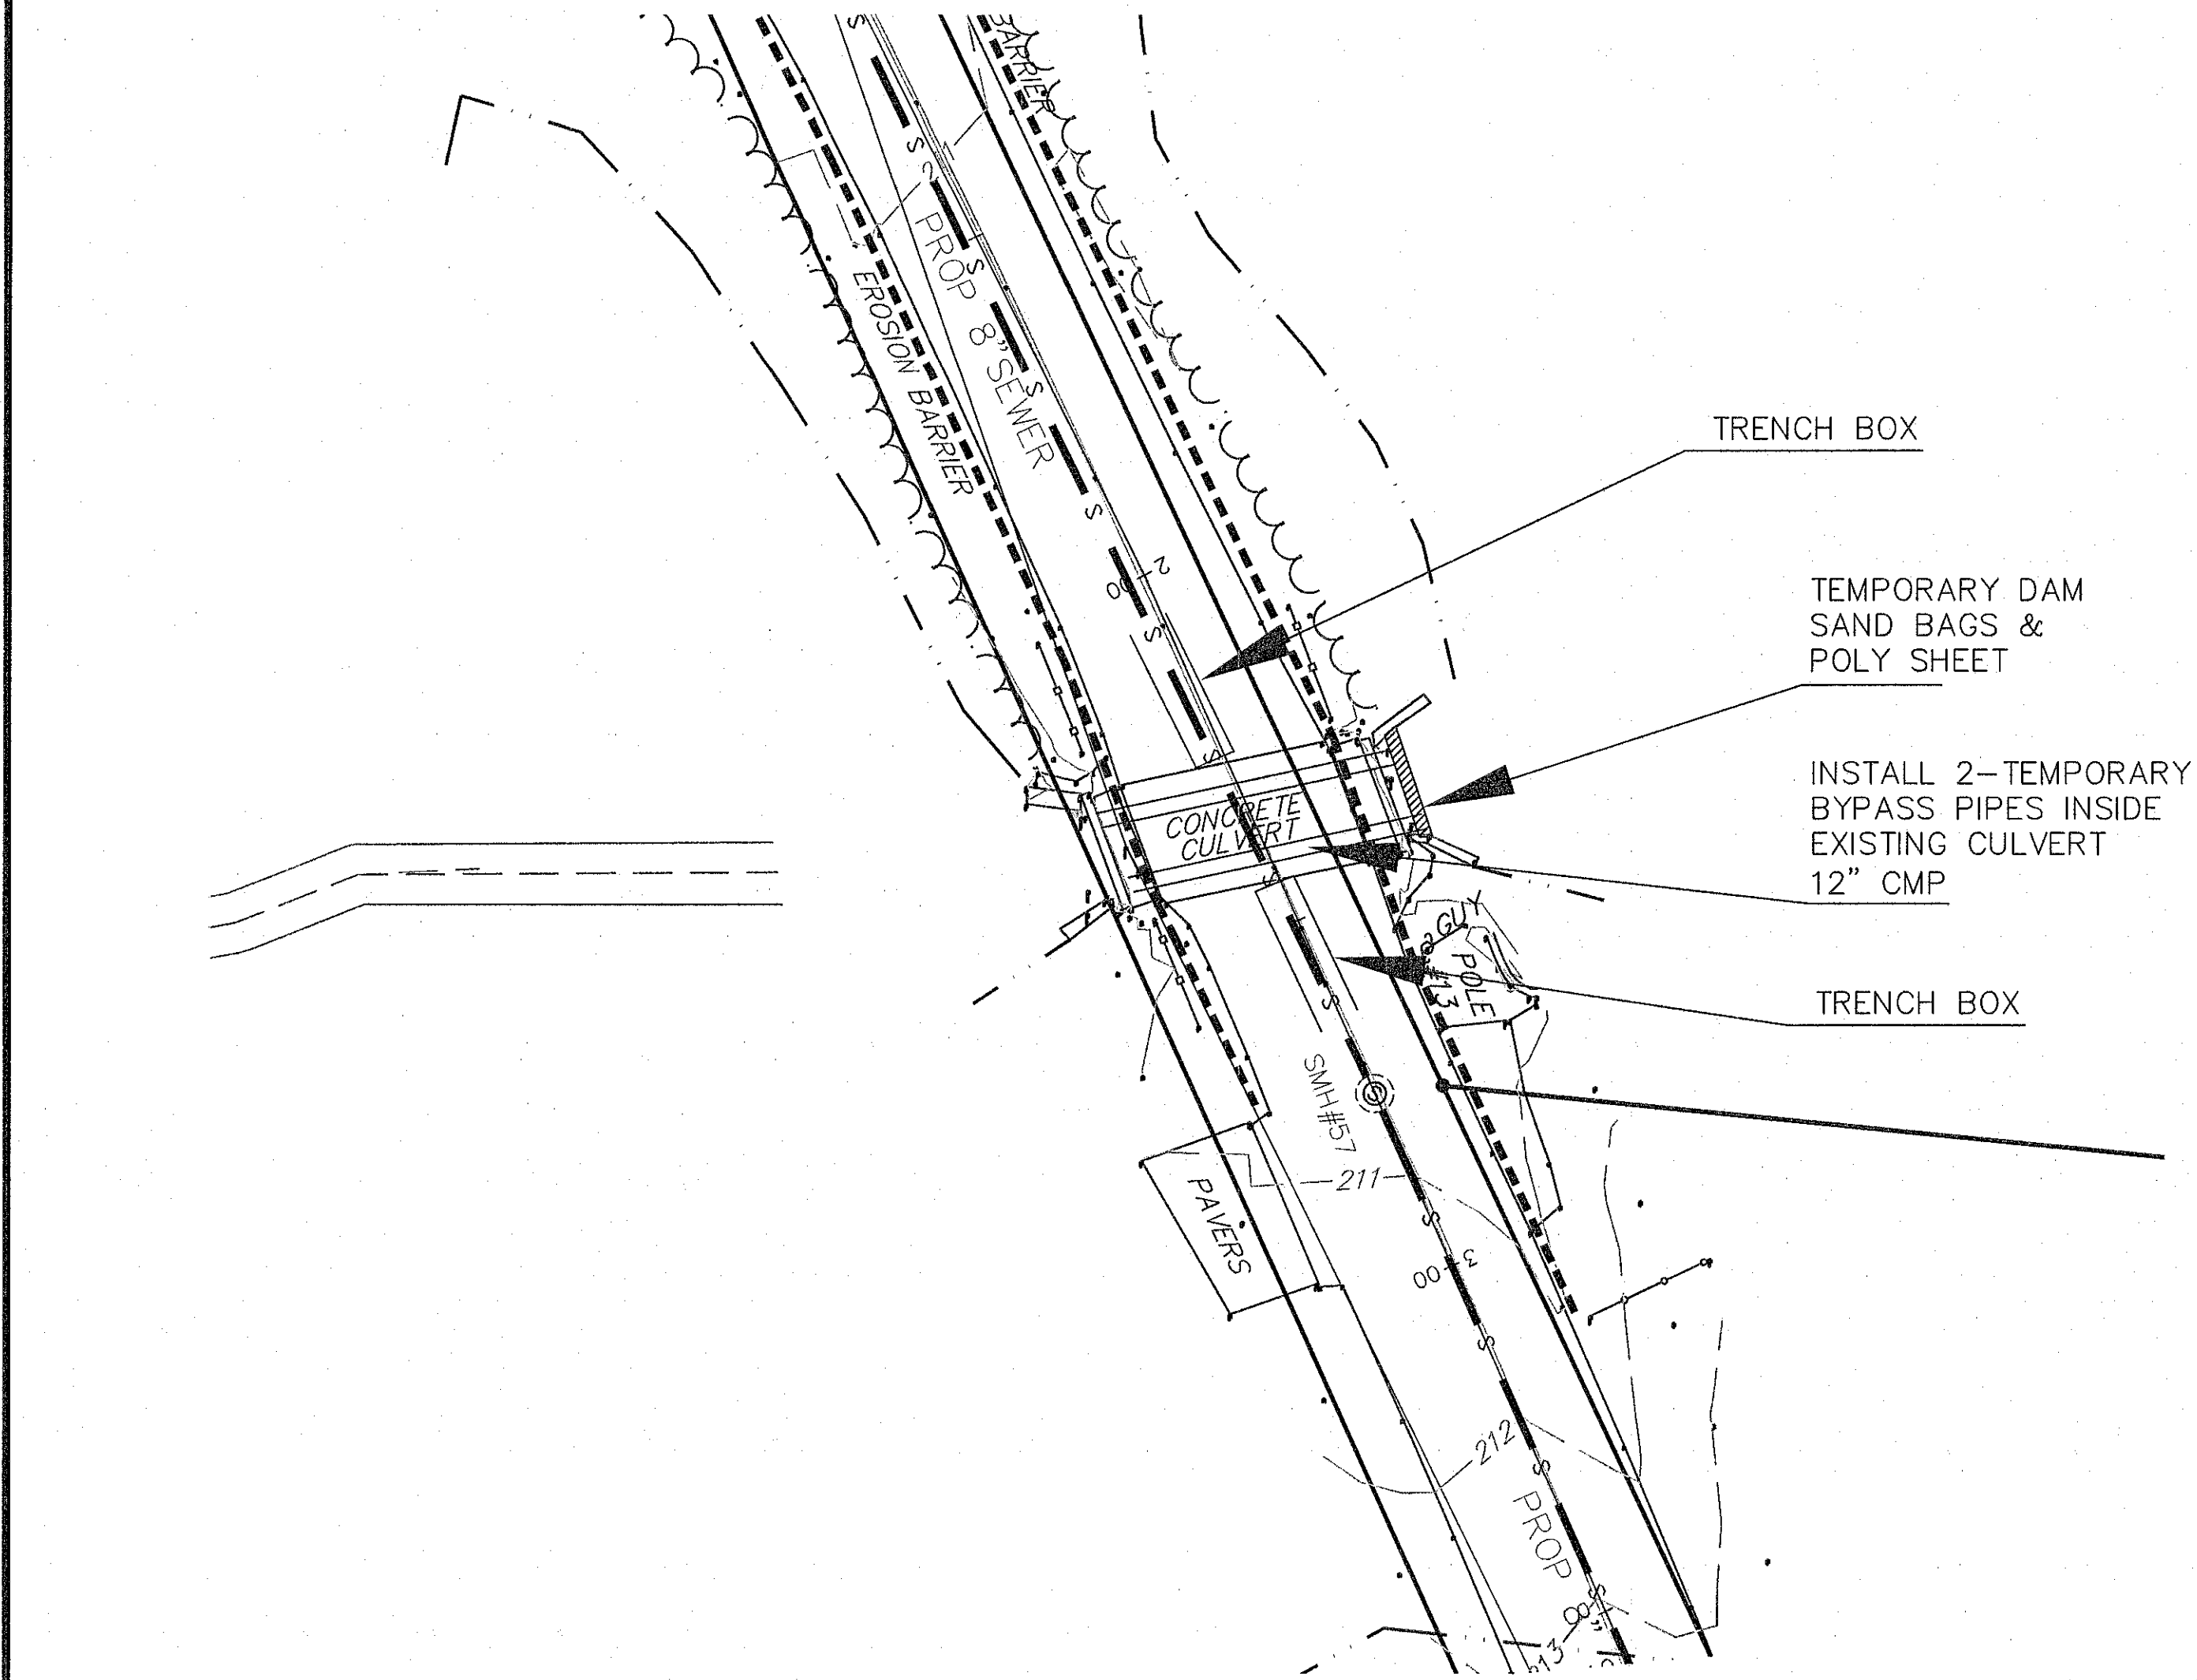 BARRIER
PROP 8"SEWER
EROSION BARRIER
TRENCH BOX
2
00
TEMPORARY DAM
SAND BAGS &
POLY SHEET
INSTALL 2-TEMPORARY
BYPASS PIPES INSIDE
EXISTING CULVERT
12" CMP
CONCRETE
CULVERT
GUY
POLE
TRENCH BOX
SMH#57
211
PAVERS
3
00
212
PROP